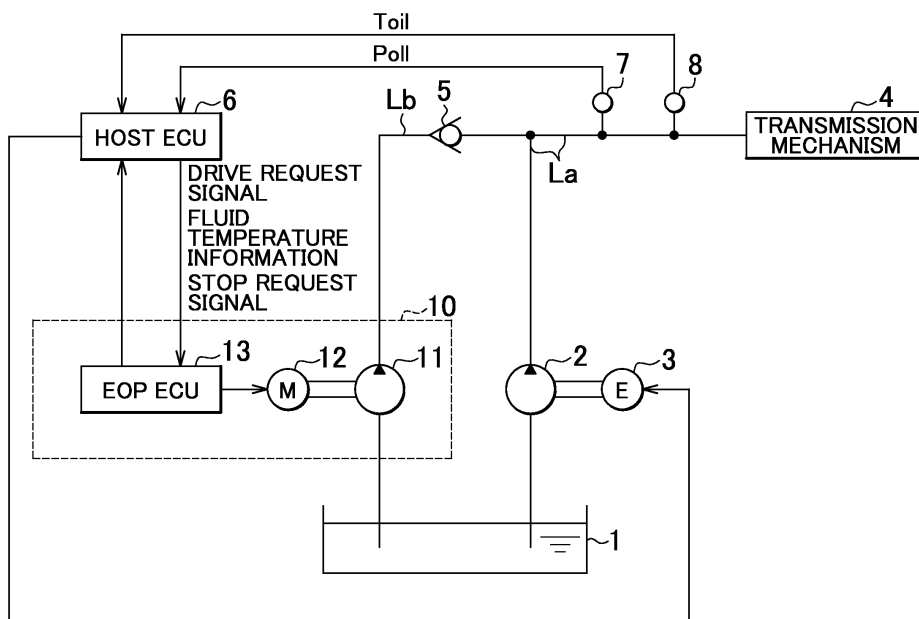 Toil
Poll
7
8
6
5
4
Lb
HOST ECU
TRANSMISSION
MECHANISM
La
DRIVE REQUEST
SIGNAL
FLUID
TEMPERATURE
INFORMATION
STOP REQUEST
SIGNAL
10
13
12
11
2
3
EOP ECU
M
E
1